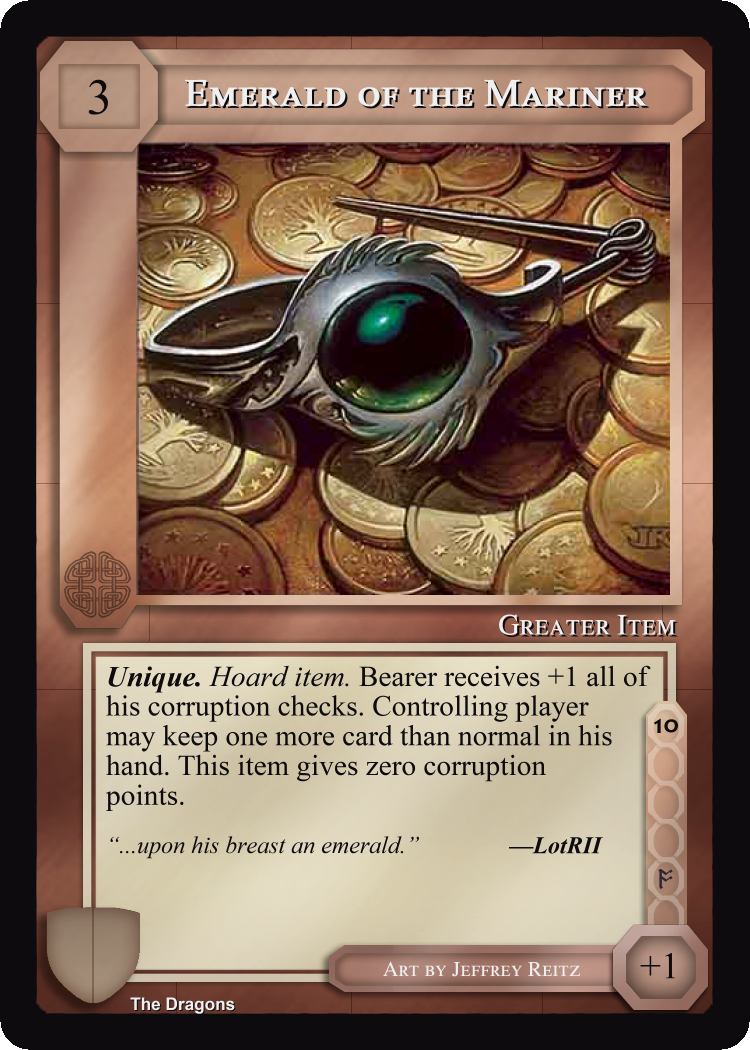 3
Emerald of the Mariner
JR
Greater Item
Unique. Hoard item. Bearer receives +1 all of
his corruption checks. Controlling player
may keep one more card than normal in his
hand. This item gives zero corruption
points.
10
“...upon his breast an emerald.” —LotRII
ᚩ
+1
Art by Jeffrey Reitz
The Dragons